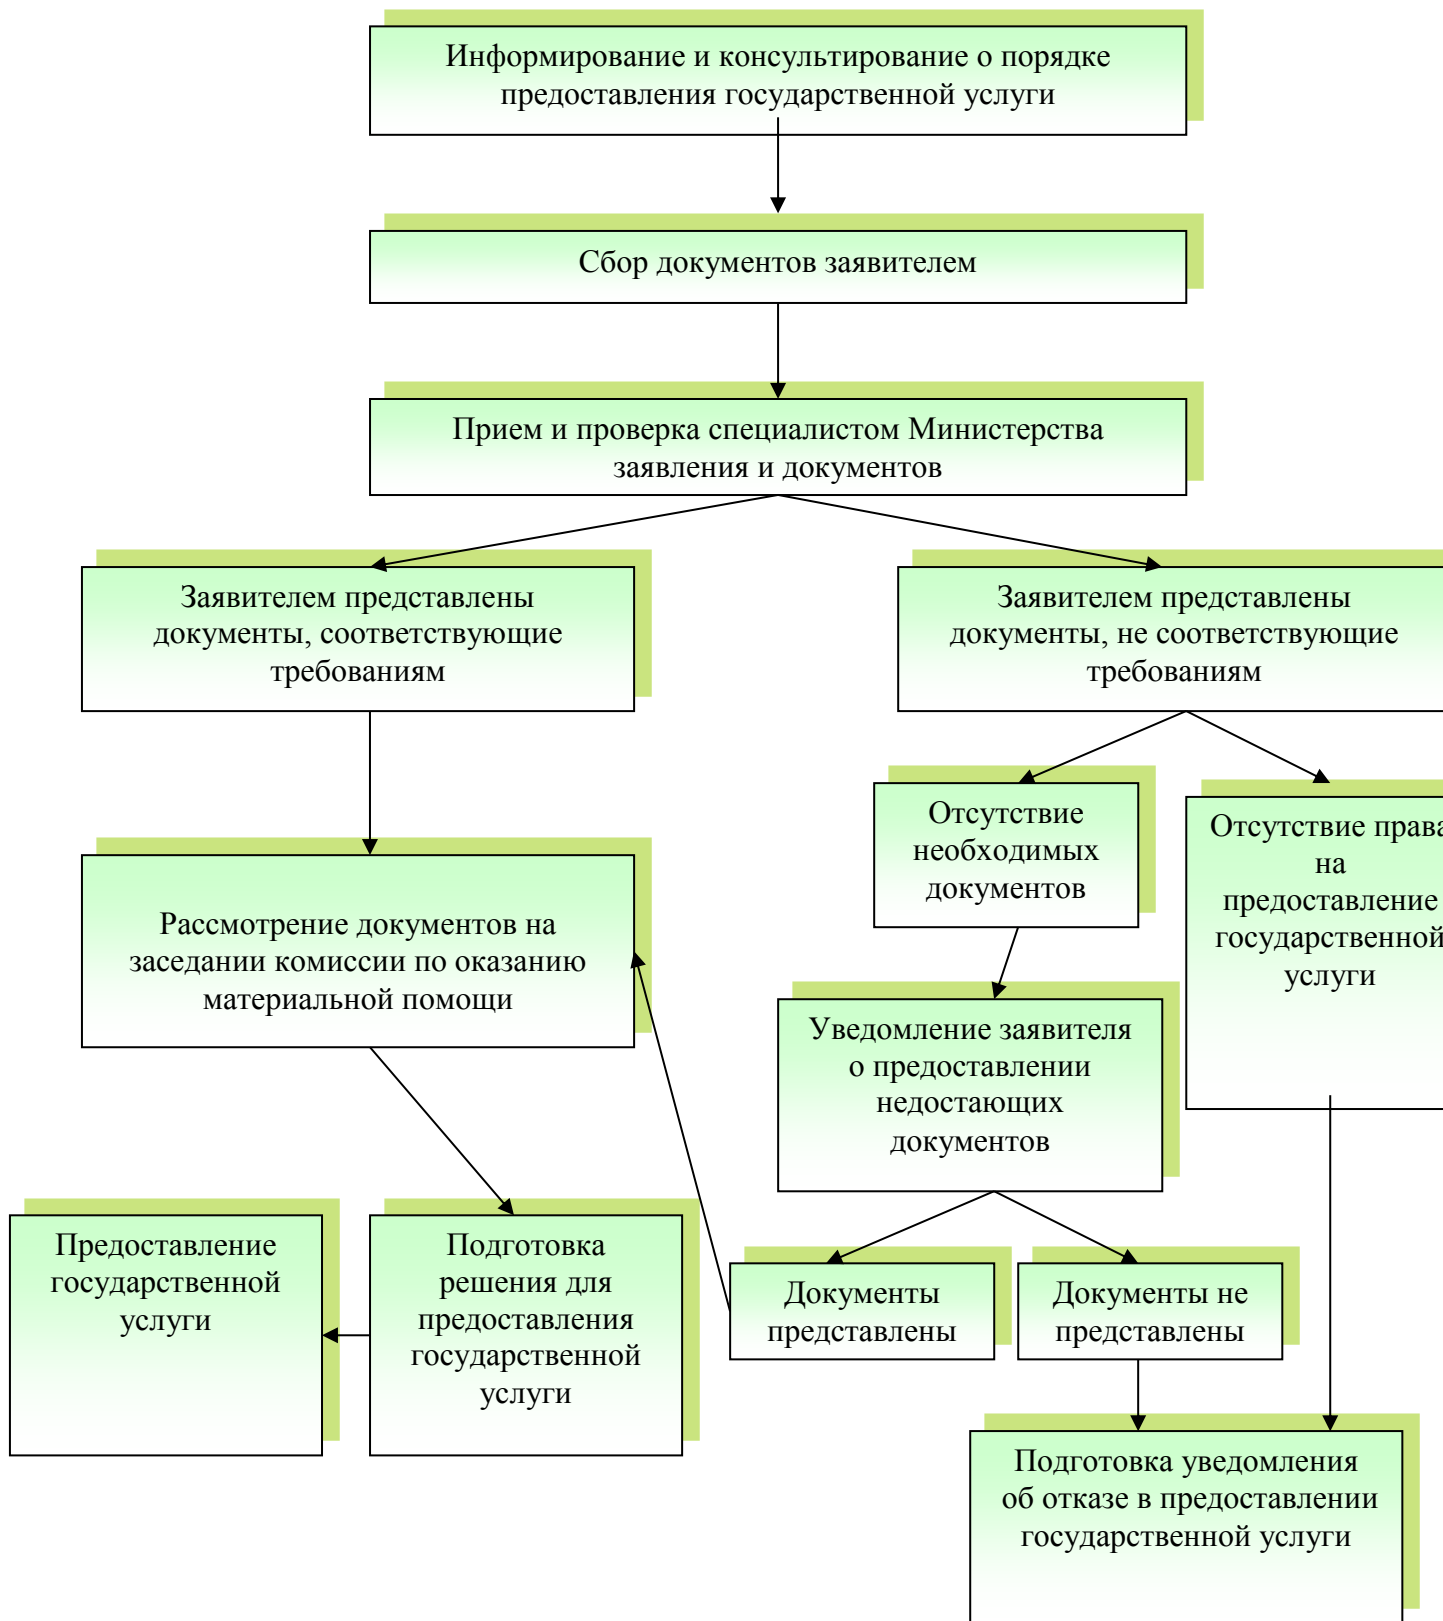 Информирование и консультирование о порядке
предоставления государственной услуги
Сбор документов заявителем
Прием и проверка специалистом Министерства
заявления и документов
Заявителем представлены
документы, соответствующие
требованиям
Заявителем представлены
документы, не соответствующие
требованиям
Отсутствие
необходимых
документов
Отсутствие права
на
предоставление
государственной
услуги
Рассмотрение документов на
заседании комиссии по оказанию
материальной помощи
Уведомление заявителя
о предоставлении
недостающих
документов
Предоставление
государственной
услуги
Подготовка
решения для
предоставления
государственной
услуги
Документы
представлены
Документы не
представлены
Подготовка уведомления
об отказе в предоставлении
государственной услуги